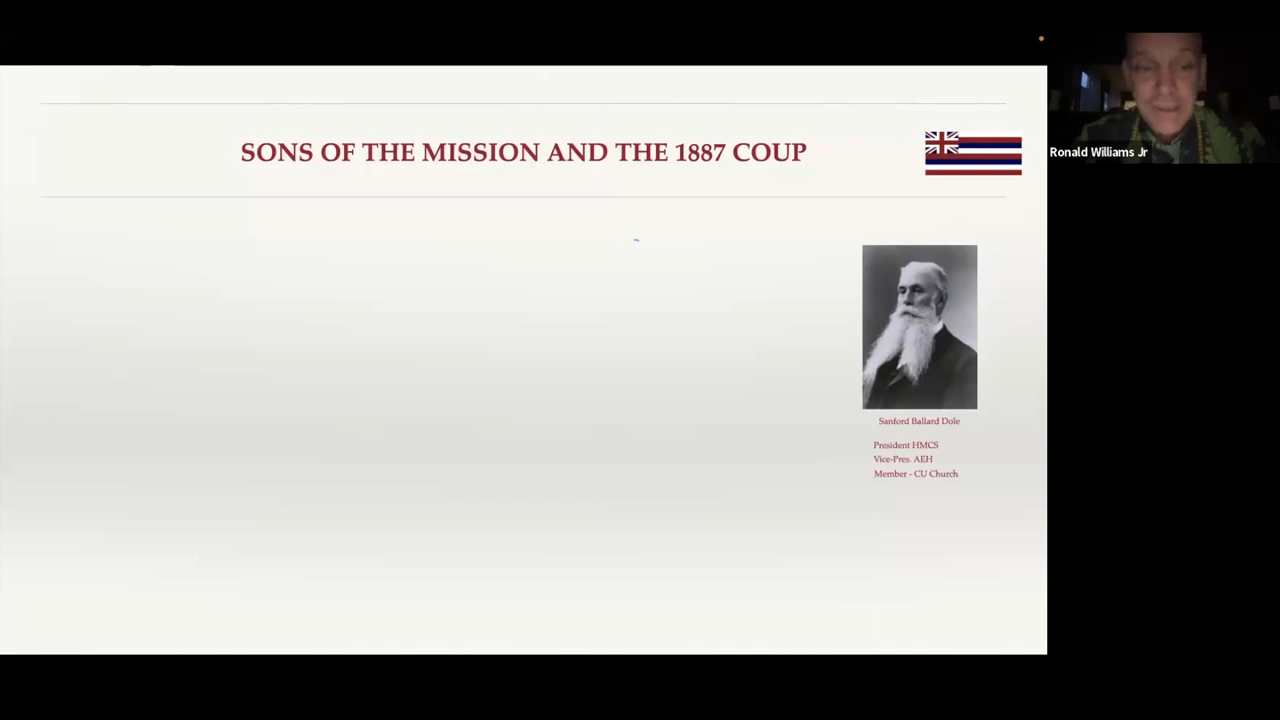 SONS OF THE MISSION AND THE 1887 COUP
Ronald Williams Jr
Sanford Ballard Dole
President HMCS
Vice-Pres. AEH
Member - CU Church